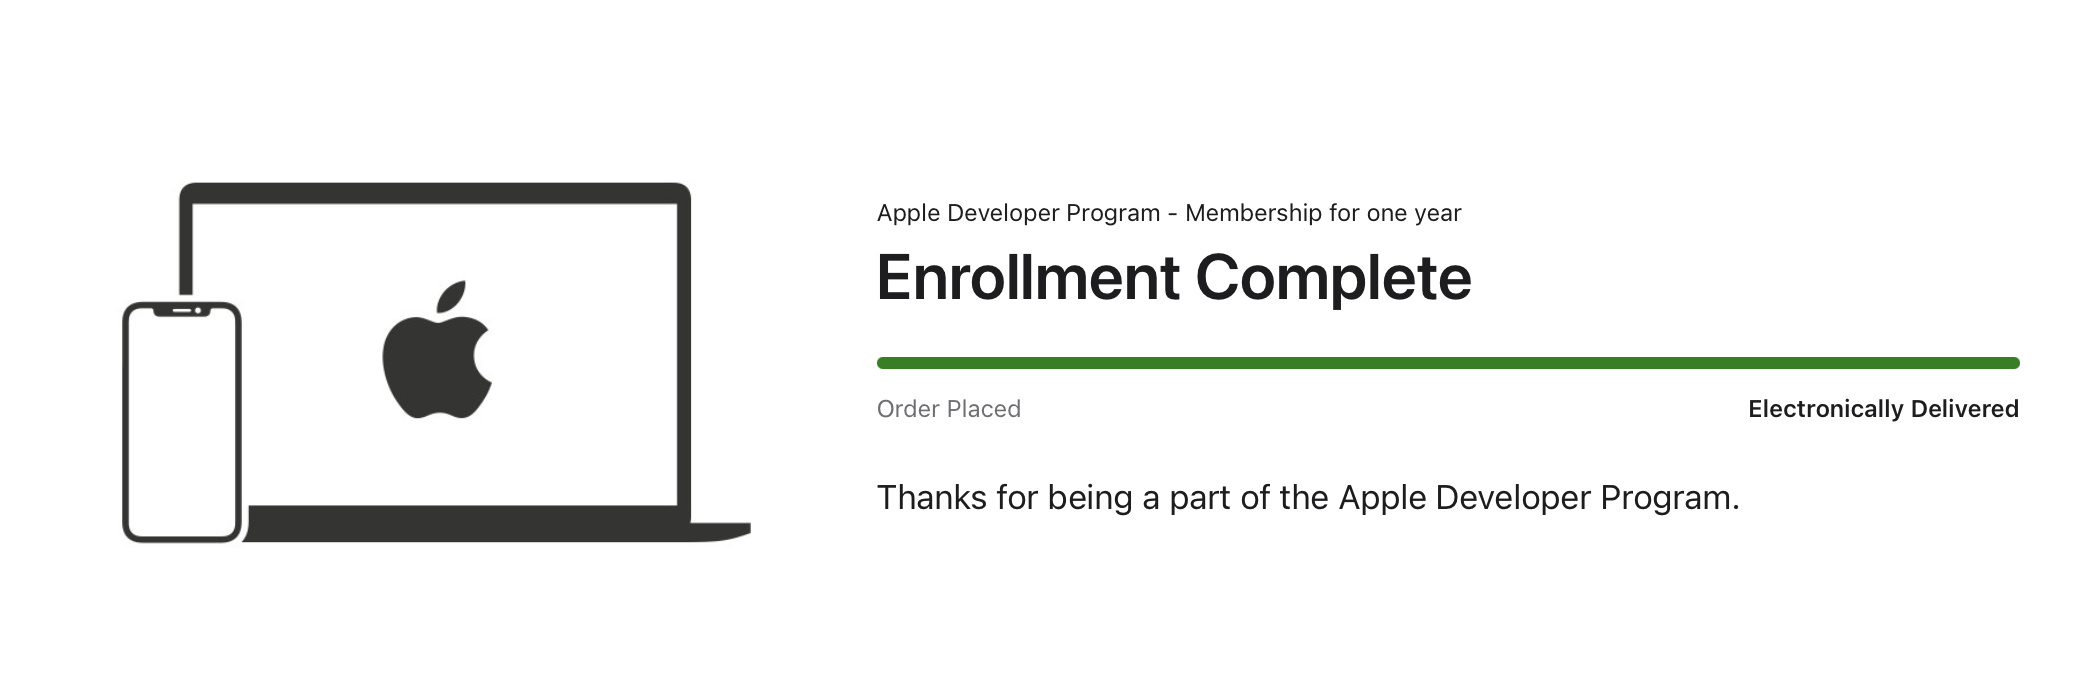 Apple Developer Program - Membership for one year
Enrollment Complete
Order Placed
Electronically Delivered
Thanks for being a part of the Apple Developer Program.